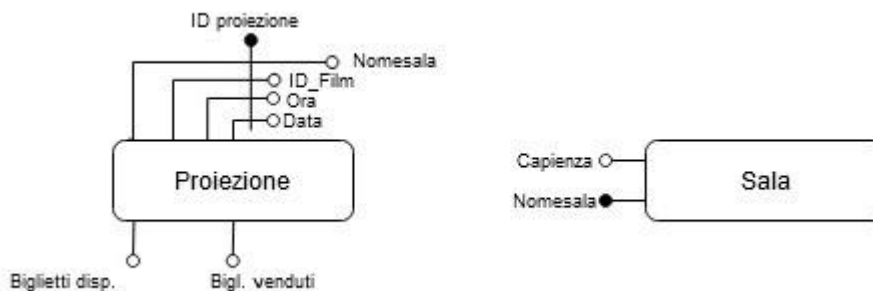 ID proiezione
Nomesala
ID_Film
Ora
Data
Proiezione
Biglietti disp.
Bigl. venduti
Capienza
Nomesala
Sala